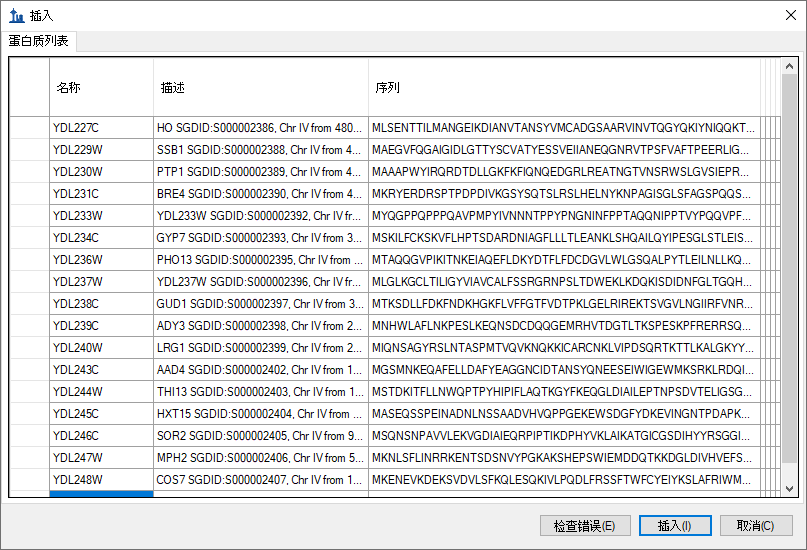 插入
蛋白质列表
名称 描述 序列
YDL227C HO SGDID:S000002386, Chr IV from 480... MLSENTTILMANGEIKDIANVTANSYVMCADGSAARVINVTQGYQKIYNIQQKT...
YDL229W SSB1 SGDID:S000002388, Chr IV from 4... MAEGVFQGAIGIDLGTTYSCVATYESSVEIIANEQGNRVTPSFVAFTPEERLIG...
YDL230W PTP1 SGDID:S000002389, Chr IV from 4... MAAAPWYIRQRDTDLLGKFKFIQNQEDGRLREATNGTVNSRWSLGVSIEPR...
YDL231C BRE4 SGDID:S000002390, Chr IV from 4... MKRYERDRSPTPDPDIVKGSYSQTSLRSLHELNYKNPAGISGLSFAGSPQQS...
YDL233W YDL233W SGDID:S000002392, Chr IV fr... MYQGPPQPPPQAVPMPYIVNNNTPPYPNGNINFPPTAQQNIPPTVYPQQVPF...
YDL234C GYP7 SGDID:S000002393, Chr IV from 3... MSKILFCKSKVFLHPTSDARDNIAGFLLLTLEANKLSHQAILQYIPESGLSTLEIS...
YDL236W PHO13 SGDID:S000002395, Chr IV from ... MTAQQGVPIKITNKEIAQEFLDKYDTFLFDCDGVLWLGSQALPYTLEILNLLKQ...
YDL237W YDL237W SGDID:S000002396, Chr IV fr... MLGLKGCLTILIGYVIAVCALFSSRGRNPSLTDWEKLKDQKISDIDNFGLTGQH...
YDL238C GUD1 SGDID:S000002397, Chr IV from 3... MTKSDLLFDKFNDKHGKFLVFFGTFVDTPKLGELRIREKTSVGVLNGIIRFVNR...
YDL239C ADY3 SGDID:S000002398, Chr IV from 2... MNHWLAFLNKPESLKEQNSDCDQQGEMRHVTDGTLTKSPESKPFRERRSQ...
YDL240W LRG1 SGDID:S000002399, Chr IV from 2... MIQNSAGYRSLNTASPMTVQVKNQKKICARCNKLVIPDSQRTKTTLKALGKYY...
YDL243C AAD4 SGDID:S000002402, Chr IV from 1... MGSMNKEQAFELLDAFYEAGGNCIDTANSYQNEESEIWIGEWMKSRKLRDQI...
YDL244W THI13 SGDID:S000002403, Chr IV from 1... MSTDKITFLLNWQPTPYHIPIFLAQTKGYFKEQGLDIAILEPTNPSDVTELIGSG...
YDL245C HXT15 SGDID:S000002404, Chr IV from ... MASEQSSPEINADNLNSSAADVHVQPPGEKEWSDGFYDKEVINGNTPDAPK...
YDL246C SOR2 SGDID:S000002405, Chr IV from 9... MSQNSNPAVVLEKVGDIAIEQRPIPTIKDPHYVKLAIKATGICGSDIHYYRSGGI...
YDL247W MPH2 SGDID:S000002406, Chr IV from 5... MKNLSFLINRRKENTSDSNVYPGKAKSHEPSWIEMDDQTKKDGLDIVHVEFS...
YDL248W COS7 SGDID:S000002407, Chr IV from 1... MKENEVKDEKSVDVLSFKQLESQKIVLPQDLFRSSFTWFCYEIYKSLAFRIWM...
检查错误(E) 插入(I) 取消(C)